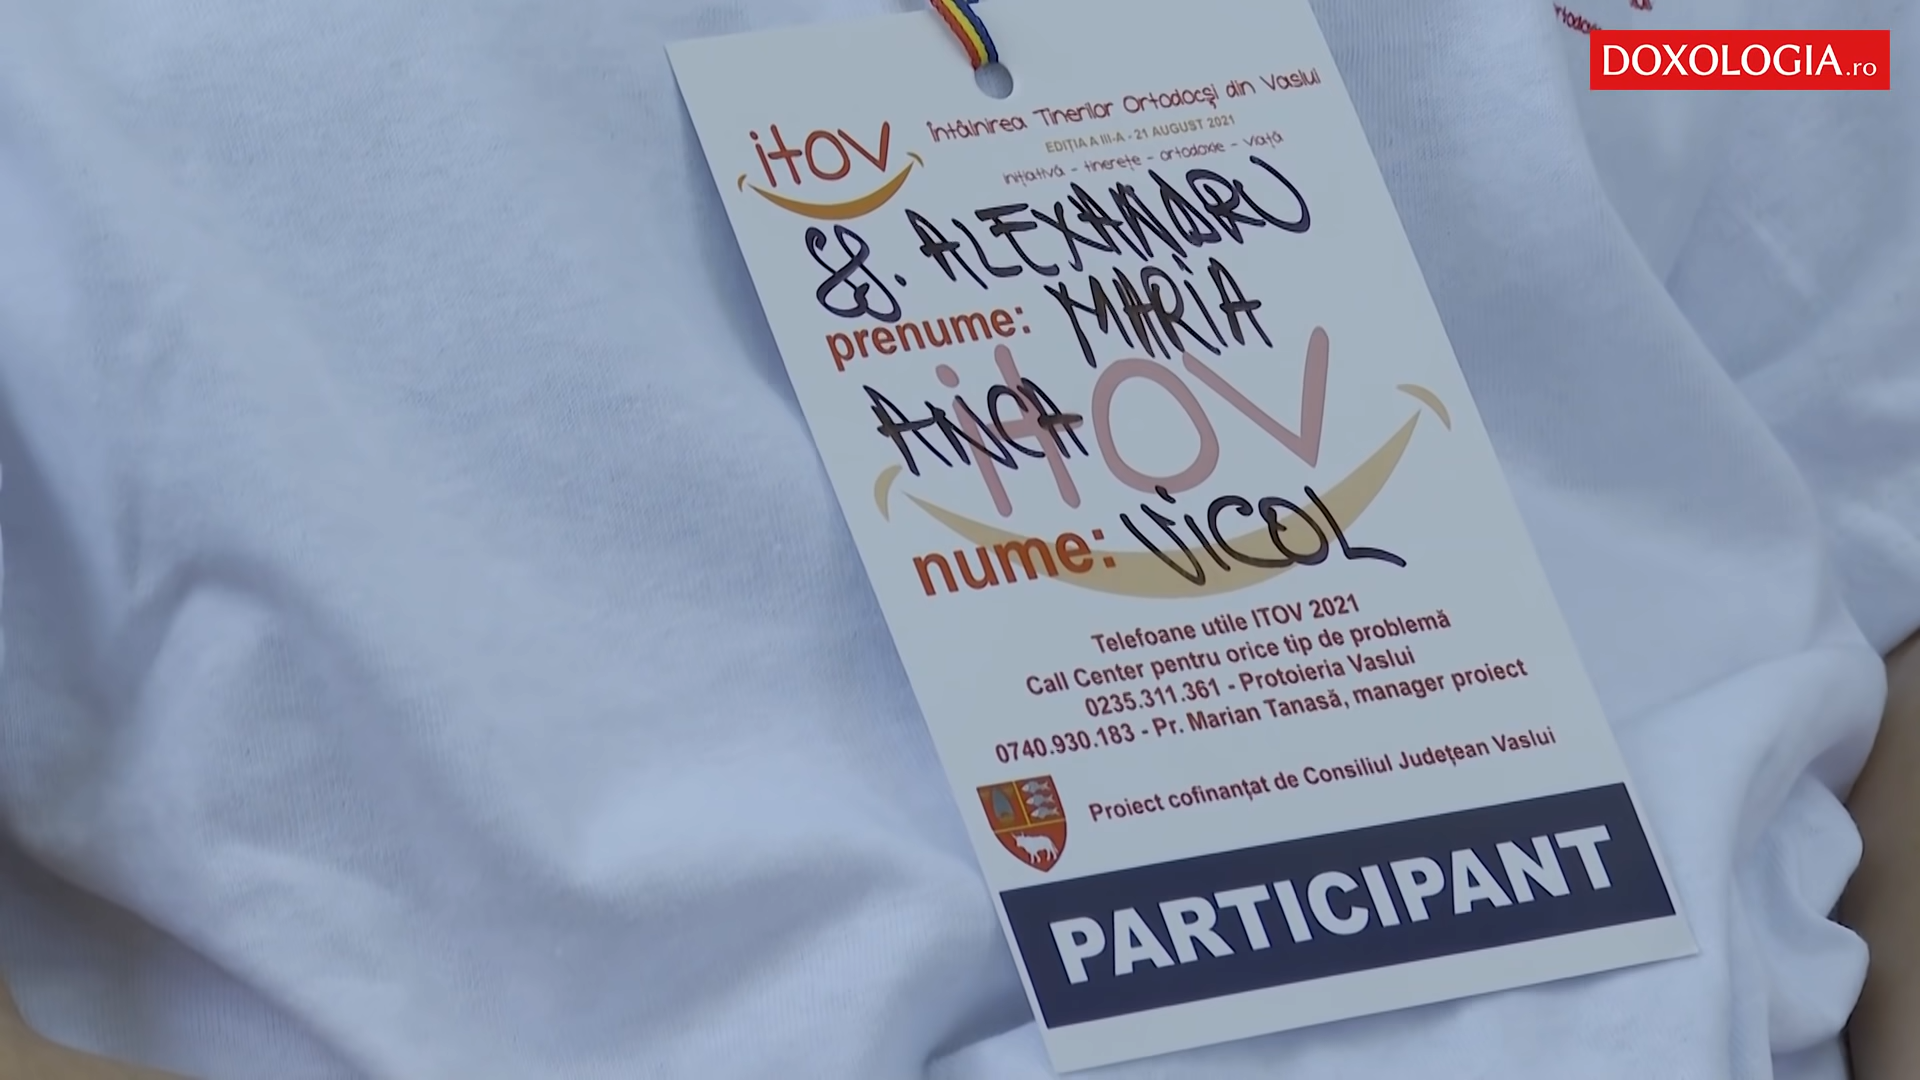 DOXOLOGIA.ro
itov
Întâlnirea Tinerilor Ortodocși din Vaslui
EDIȚIA A III-A - 21 AUGUST 2021
inițiativă - tinerețe - ortodoxie - viață
ALEXANDRU
prenume: MARIA
itov
ANCA
nume: VICOL
Telefoane utile ITOV 2021
Call Center pentru orice tip de problemă
0235.311.361 - Protoieria Vaslui
0740.930.183 - Pr. Marian Tanasă, manager proiect
Proiect cofinanțat de Consiliul Județean Vaslui
PARTICIPANT